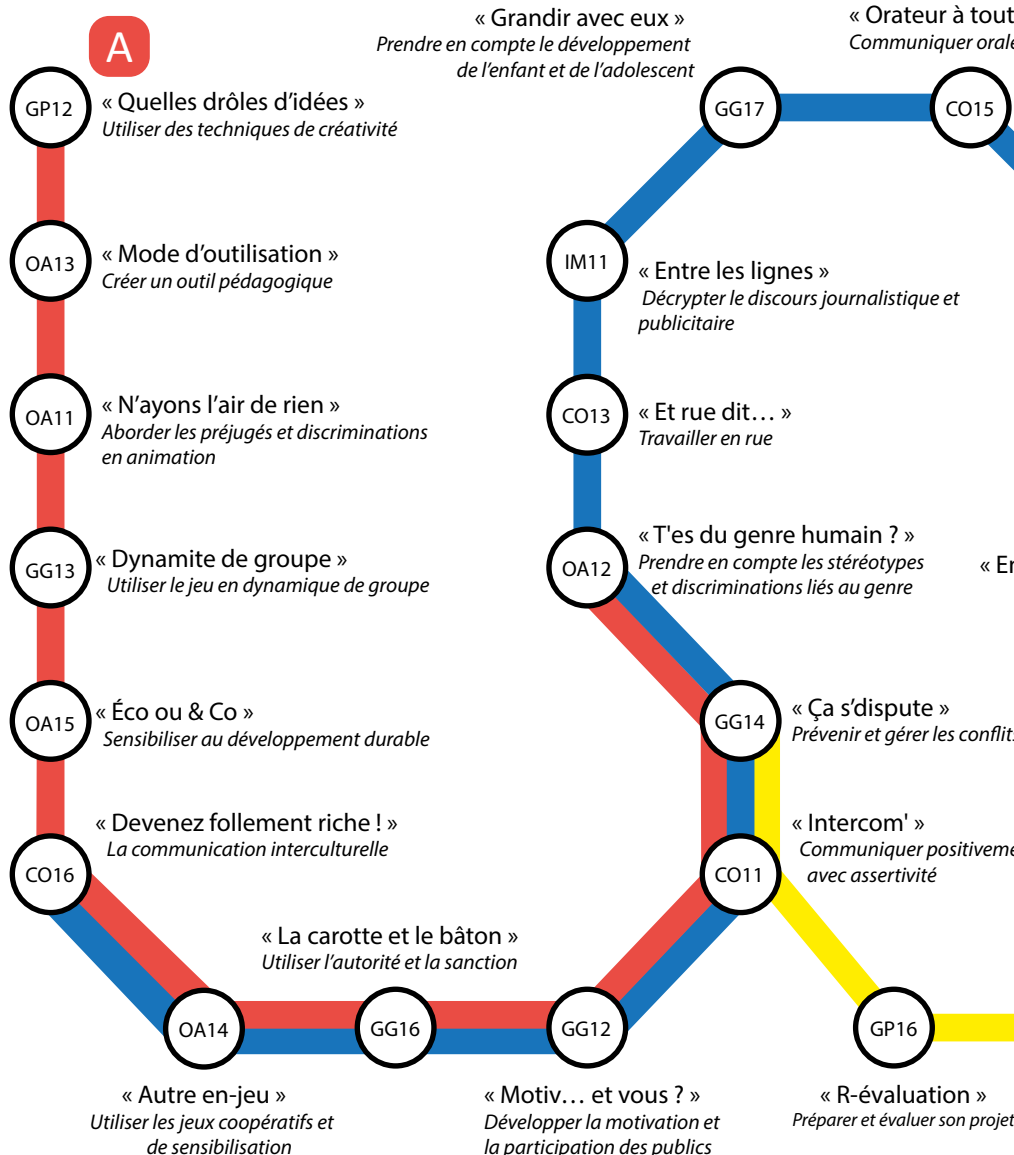 A
« Grandir avec eux »
Prendre en compte le développement
de l'enfant et de l'adolescent
« Orateur à tout
Communiquer
GP12
« Quelles drôles d'idées »
Utiliser des techniques de créativité
GG17
CO15
OA13
« Mode d'outilisation »
Créer un outil pédagogique
IM11
« Entre les lignes »
Décrypter le discours journalistique et
publicitaire
OA11
« N'ayons l'air de rien »
Aborder les préjugés et discriminations
en animation
CO13
« Et rue dit… »
Travailler en rue
GG13
« Dynamite de groupe »
Utiliser le jeu en dynamique de groupe
OA12
« T'es du genre humain ? »
Prendre en compte les stéréotypes
et discriminations liés au genre
«
OA15
« Éco ou & Co »
Sensibiliser au développement durable
GG14
« Ça s'dispute »
Prévenir et gérer les conflits
CO16
« Devenez follement riche ! »
La communication interculturelle
CO11
« Intercom' »
Communiquer
avec assertivité
« La carotte et le bâton »
Utiliser l'autorité et la sanction
OA14
GG16
GG12
GP16
« Autre en-jeu »
Utiliser les jeux coopératifs et
de sensibilisation
« Motiv… et vous ? »
Développer la motivation et
la participation des publics
« R-évaluation »
Préparer et évaluer son projet